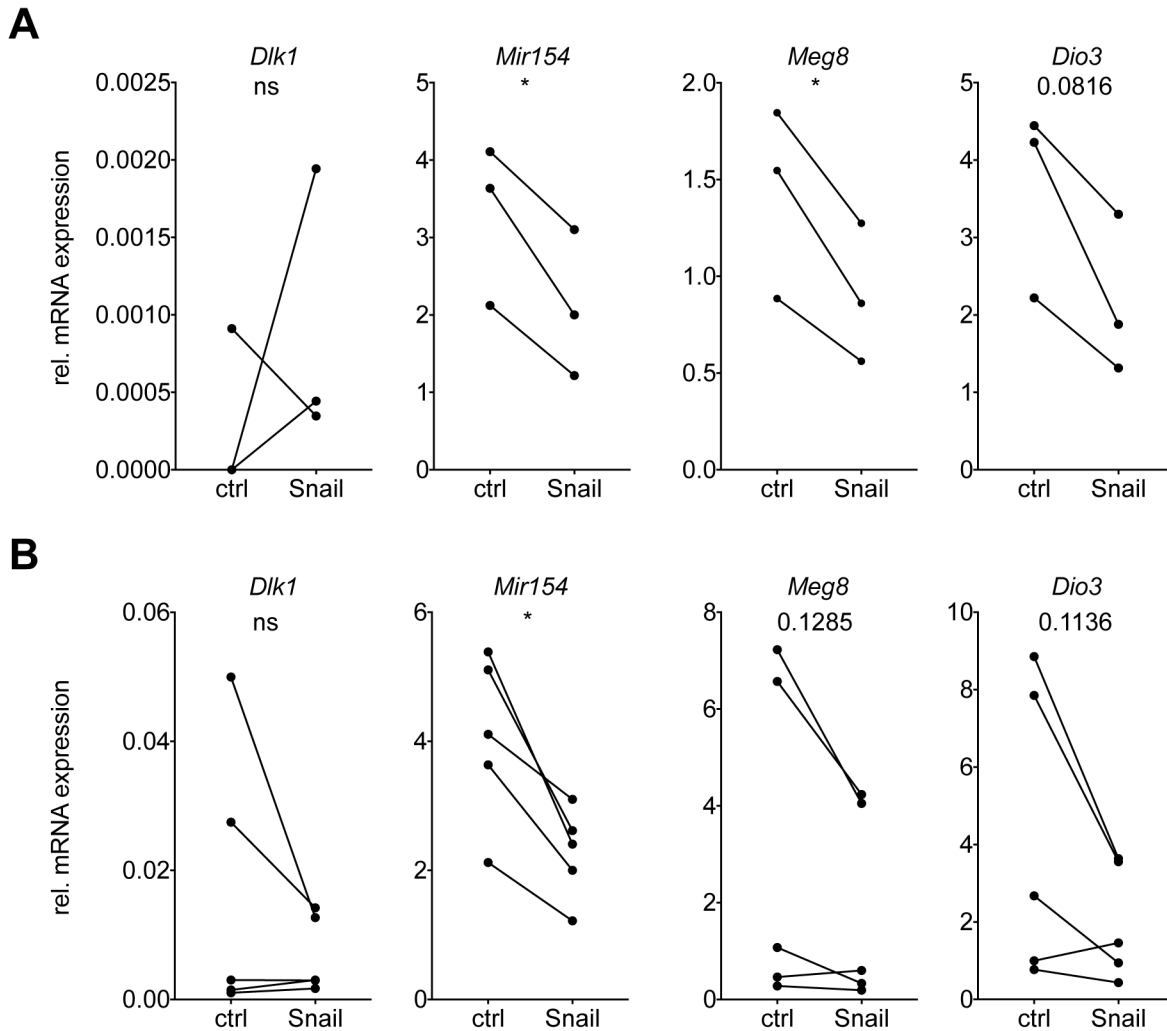 A
Dlk1
Mir154
Meg8
Dio3
ns
*
*
0.0816
rel. mRNA expression
0.0025
0.0020
0.0015
0.0010
0.0005
0.0000
ctrl Snail
5
4
3
2
1
0
ctrl Snail
2.0
1.5
1.0
0.5
0.0
ctrl Snail
5
4
3
2
1
0
ctrl Snail
B
Dlk1
Mir154
Meg8
Dio3
ns
*
0.1285
0.1136
rel. mRNA expression
0.06
0.04
0.02
0.00
ctrl Snail
6
4
2
0
ctrl Snail
8
6
4
2
0
ctrl Snail
10
8
6
4
2
0
ctrl Snail